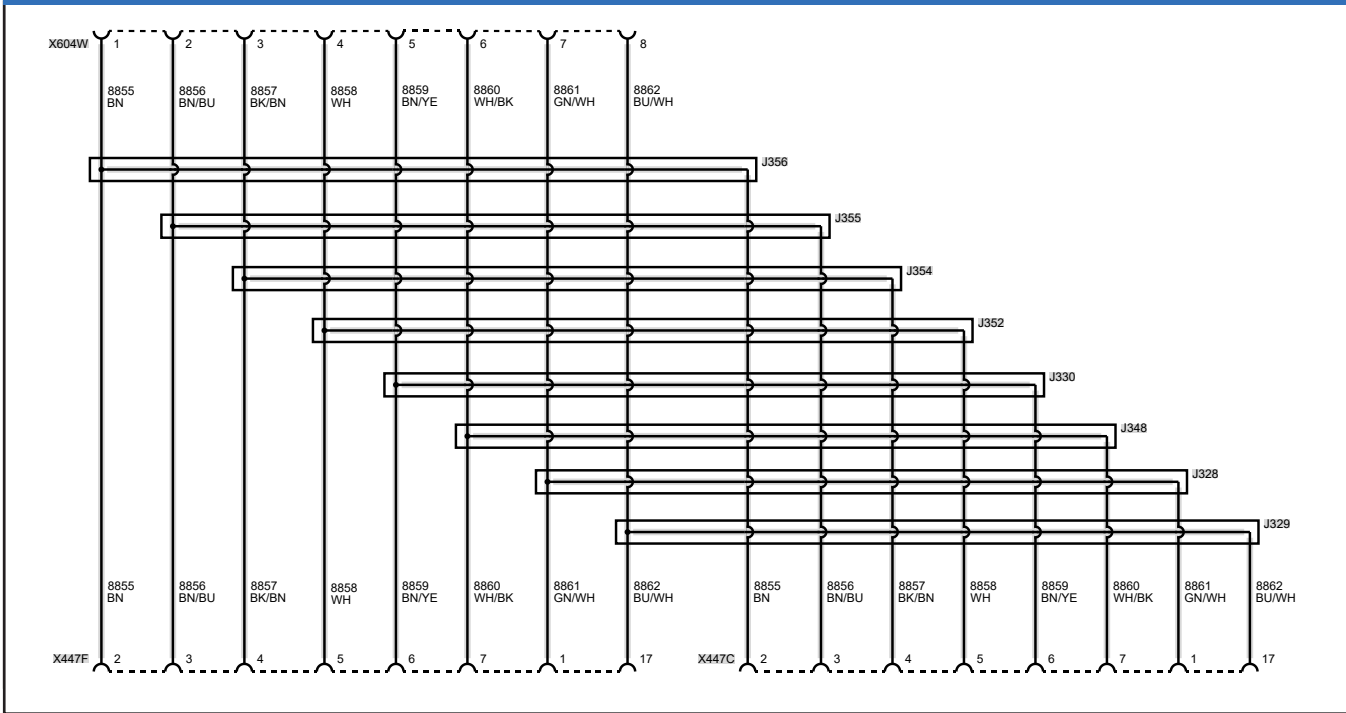 X604W 1 2 3 4 5 6 7 8
8855 8856 8857 8858 8859 8860 8861 8862
BN BN/BU BK/BN WH BN/YE WH/BK GN/WH BU/WH
J356
J355
J354
J352
J330
J348
J328
J329
8855 8856 8857 8858 8859 8860 8861 8862 8855 8856 8857 8858 8859 8860 8861 8862
BN BN/BU BK/BN WH BN/YE WH/BK GN/WH BU/WH BN BN/BU BK/BN WH BN/YE WH/BK GN/WH BU/WH
X447F 2 3 4 5 6 7 1 17 X447C 2 3 4 5 6 7 1 17